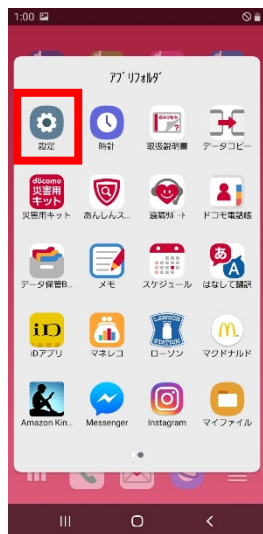 1:00
アプリフォルダ
設定
時計
取扱説明書
データコピー
docomo
災害用
キット
災害用キット
あんしんス...
遠隔サポート
ドコモ電話帳
データ保管B...
メモ
スケジュール
あ
A
はなして翻訳
iD
iDアプリ
マネレコ
LAWSON
STATION
ローソン
マクドナルド
Amazon Kin...
Messenger
Instagram
マイファイル